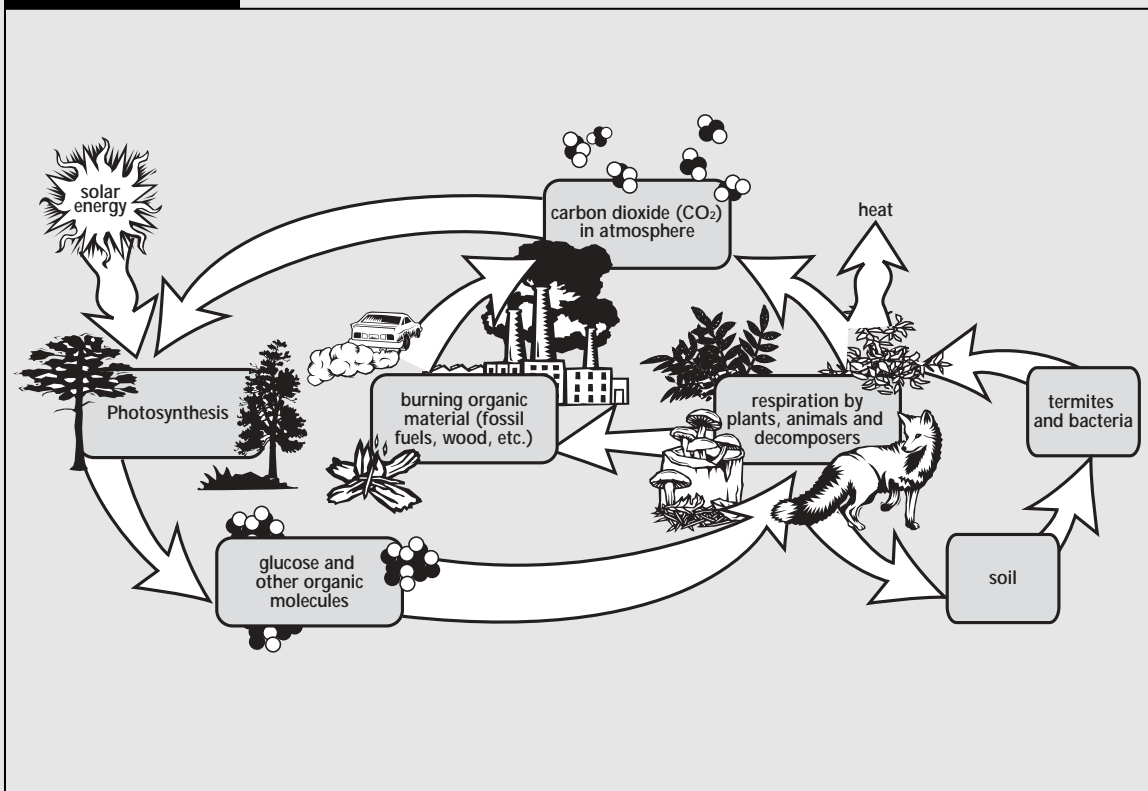 solar
energy
carbon dioxide (CO₂)
in atmosphere
heat
Photosynthesis
burning organic
material (fossil
fuels, wood, etc.)
respiration by
plants, animals and
decomposers
termites
and bacteria
glucose and
other organic
molecules
soil